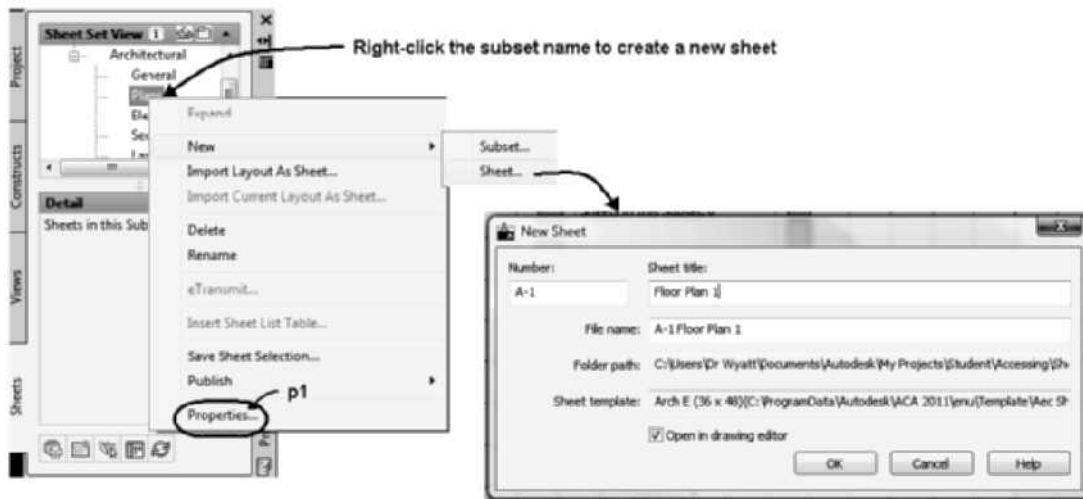 Sheet Set View 1
Architectural
General
Project
Constructs
Views
Sheets
Detail
Sheets in this Sub
Right-click the subset name to create a new sheet
Expand
New
Import Layout As Sheet...
Import Current Layout As Sheet...
Delete
Rename
eTransmit...
Insert Sheet List Table...
Save Sheet Selection...
Publish
Properties...
p1
Subset...
Sheet...
New Sheet
Number:
Sheet title:
A-1
Floor Plan 1
File name:
A-1 Floor Plan 1
Folder path:
C:\Users\Dr Wyatt\Documents\Autodesk\My Projects\Student\Accessing\Sh
Sheet template:
Arch E (36 x 48)(C:\ProgramData\Autodesk\ACA 2011\enu\Template\Aec Sh
Open in drawing editor
OK
Cancel
Help